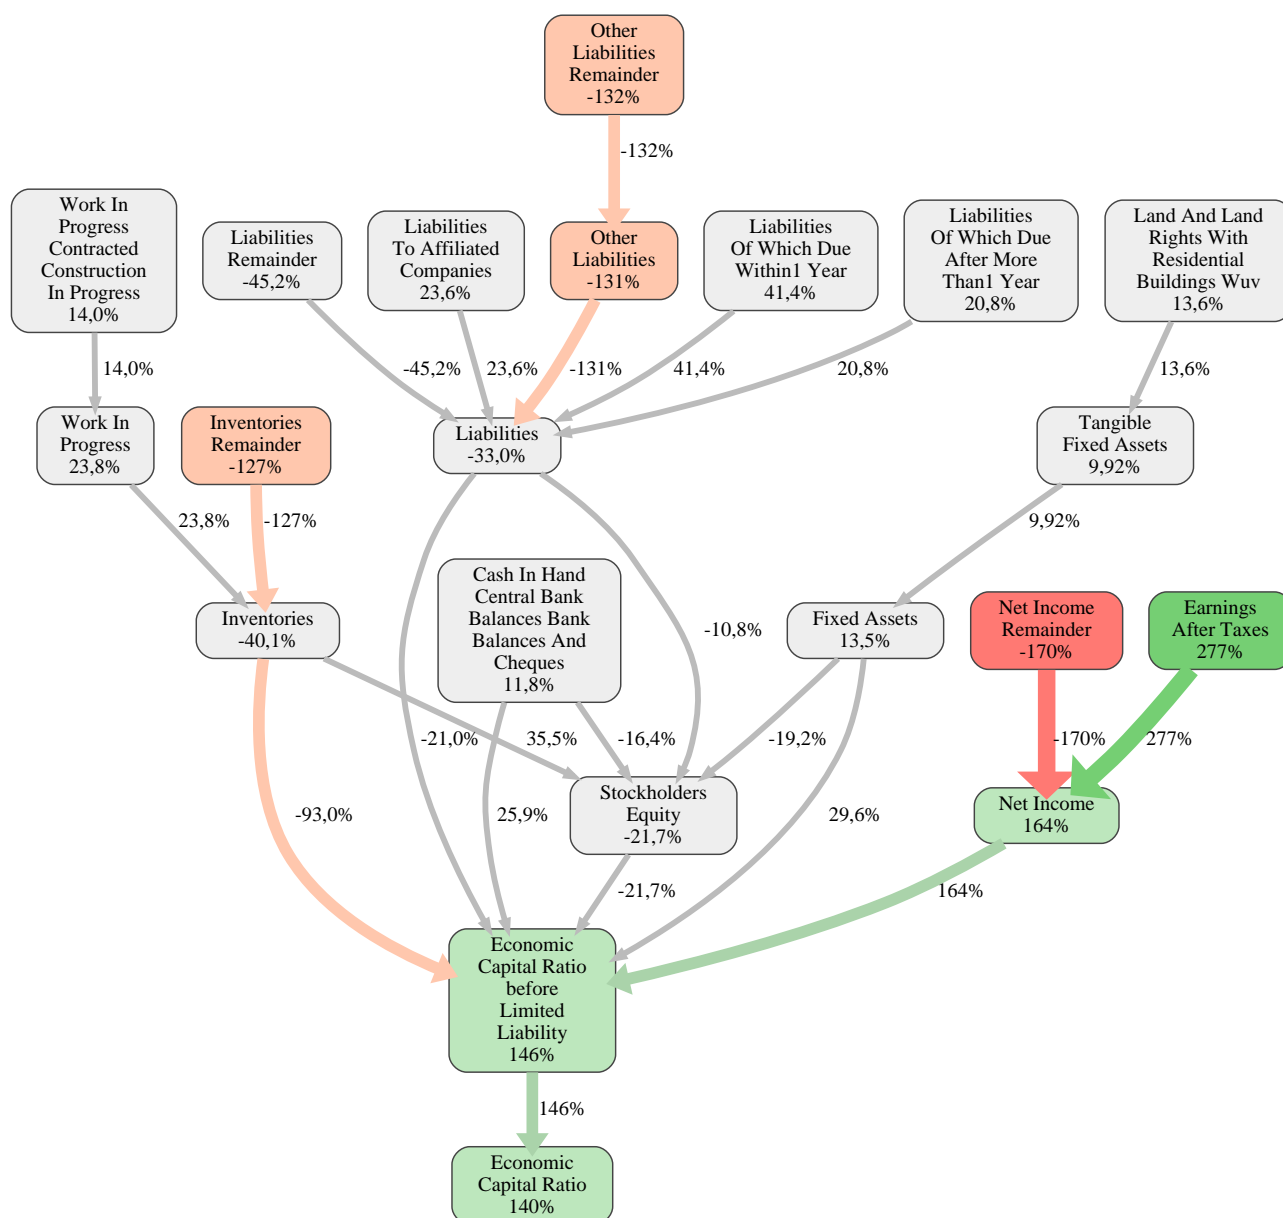 Other
Liabilities
Remainder
-132%
-132%
Work In
Progress
Contracted
Construction
In Progress
14,0%
Liabilities
Remainder
-45,2%
Liabilities
To Affiliated
Companies
23,6%
Other
Liabilities
-131%
Liabilities
Of Which Due
Within1 Year
41,4%
Liabilities
Of Which Due
After More
Than1 Year
20,8%
Land And Land
Rights With
Residential
Buildings Wuv
13,6%
14,0%
-45,2%
23,6%
-131%
41,4%
20,8%
13,6%
Work In
Progress
23,8%
Inventories
Remainder
-127%
Liabilities
-33,0%
Tangible
Fixed Assets
9,92%
23,8%
-127%
9,92%
Cash In Hand
Central Bank
Balances Bank
Balances And
Cheques
11,8%
Inventories
-40,1%
-10,8%
Fixed Assets
13,5%
Net Income
Remainder
-170%
Earnings
After Taxes
277%
-21,0%
35,5%
-16,4%
-19,2%
-170%
277%
Stockholders
Equity
-21,7%
Net Income
164%
-93,0%
25,9%
29,6%
-21,7%
164%
Economic
Capital Ratio
before
Limited
Liability
146%
146%
Economic
Capital Ratio
140%